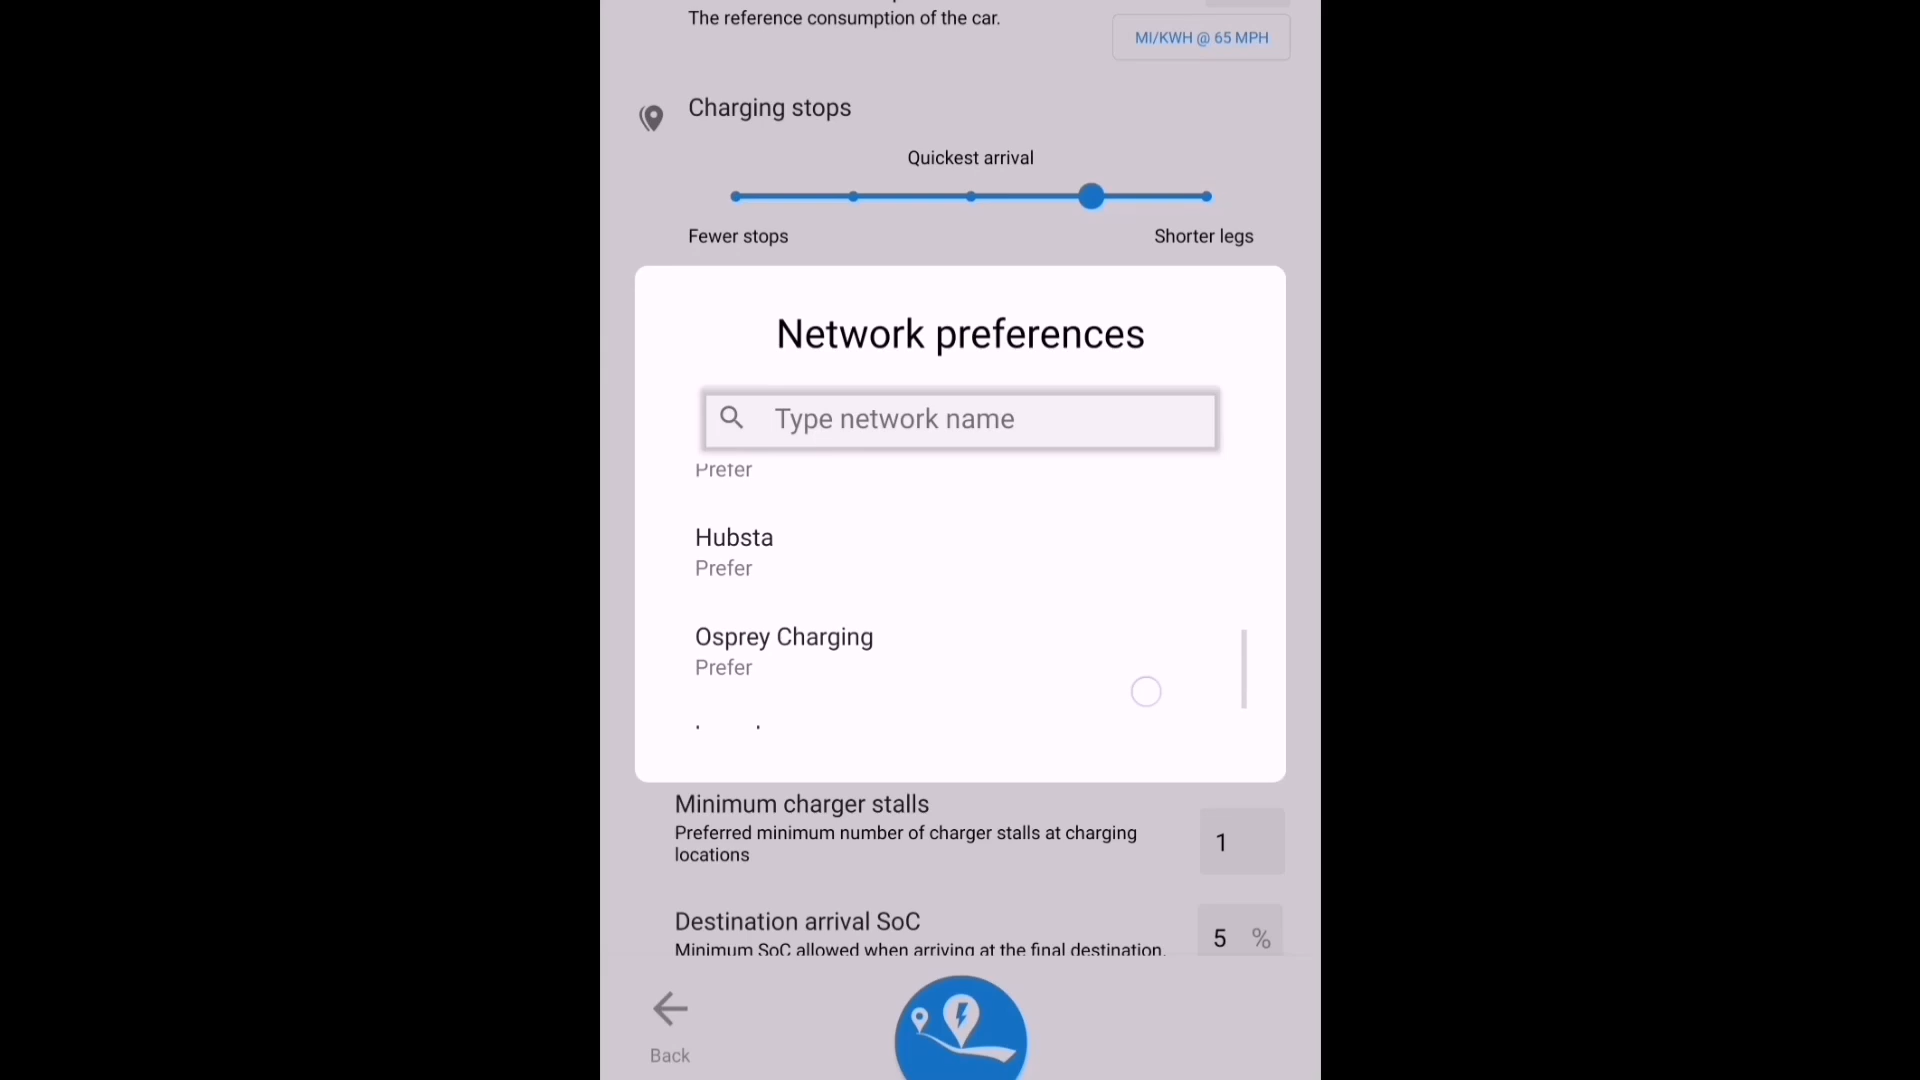 The reference consumption of the car.
MI/KWH @ 65 MPH
Charging stops
Quickest arrival
Fewer stops
Shorter legs
Network preferences
Type network name
Prefer
Hubsta
Prefer
Osprey Charging
Prefer
Minimum charger stalls
Preferred minimum number of charger stalls at charging
locations
1
Destination arrival SoC
Minimum SoC allowed when arriving at the final destination.
5 %
Back